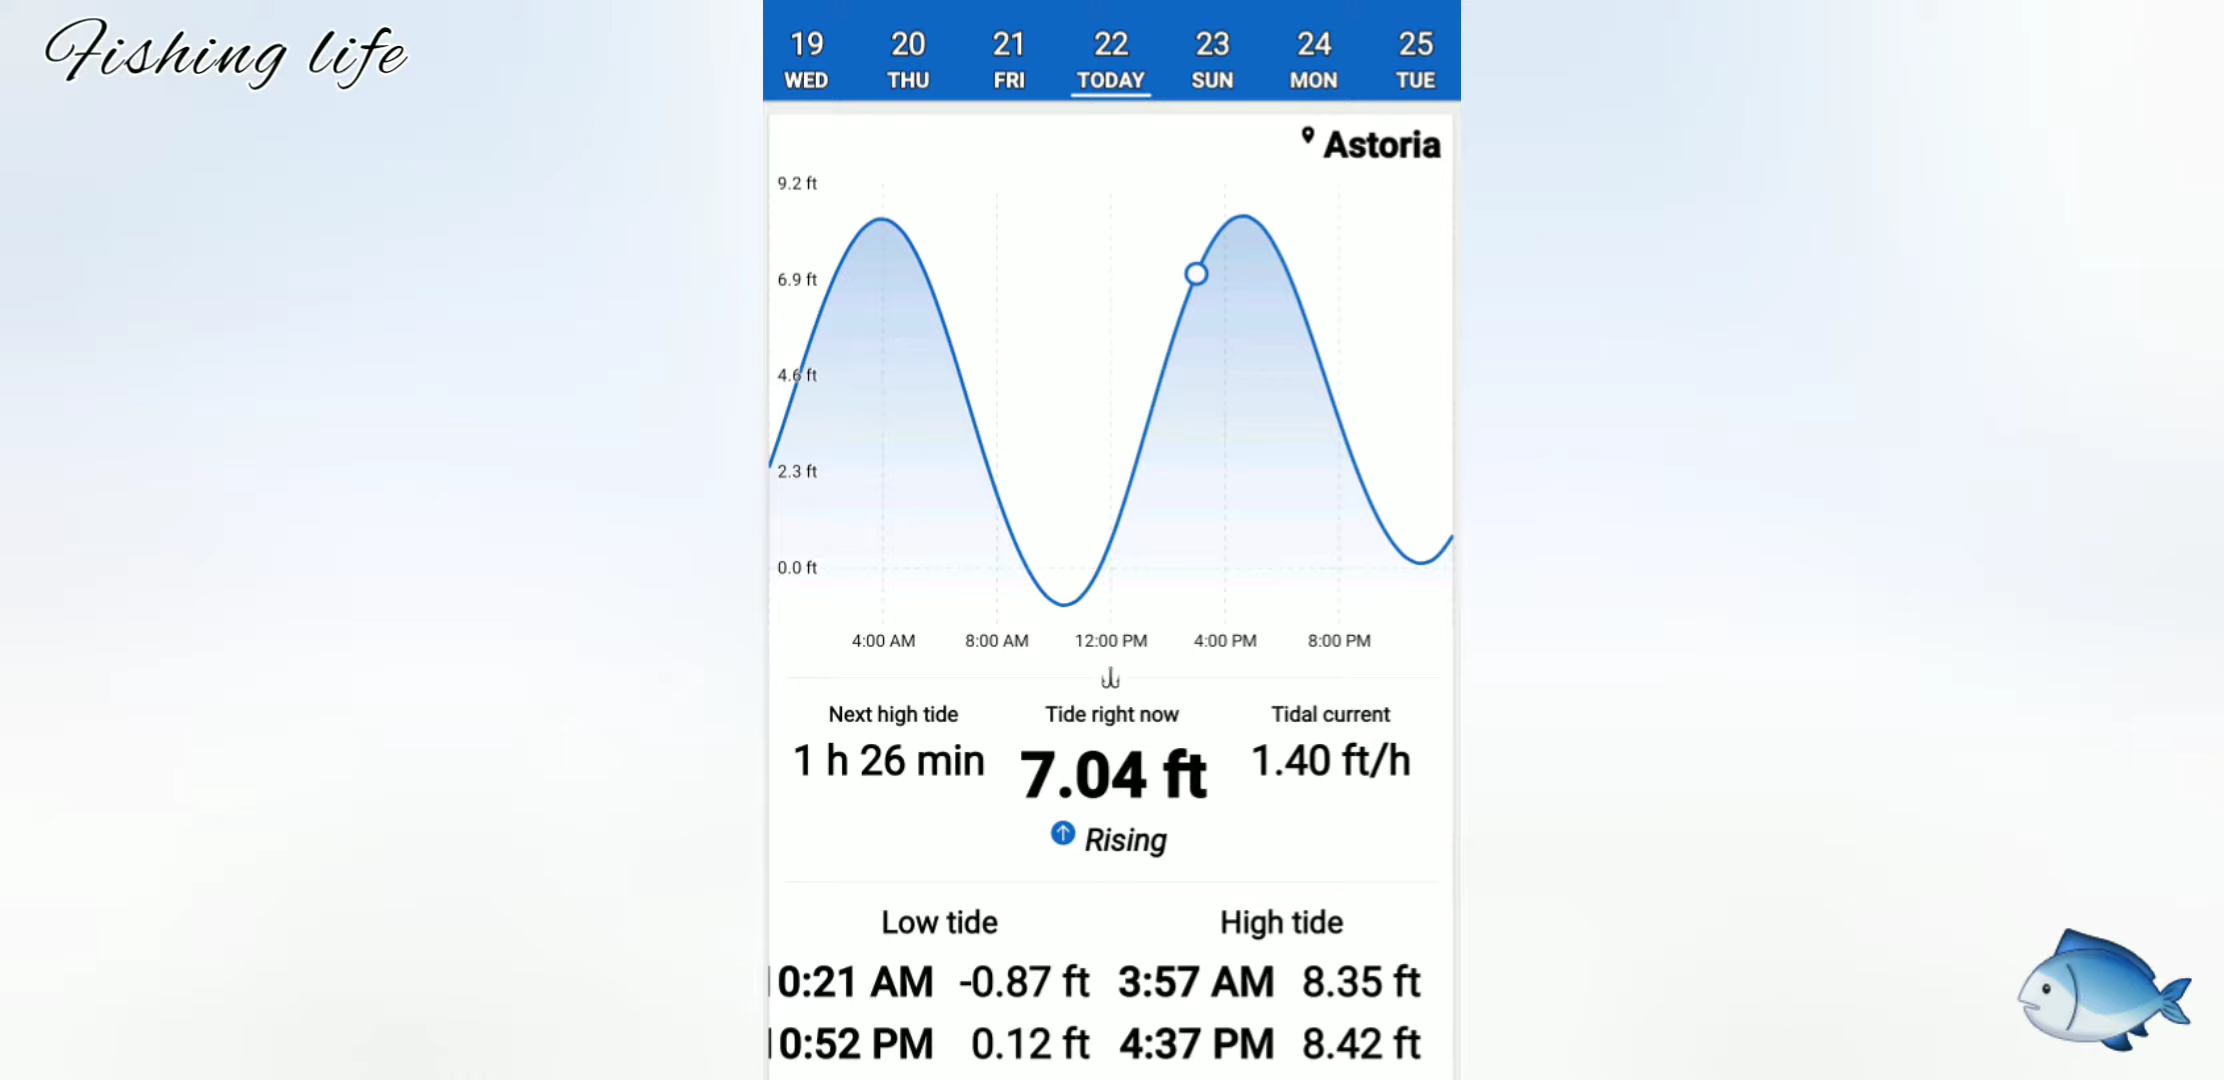 Fishing life
19 20 21 22 23 24 25
WED THU FRI TODAY SUN MON TUE
Astoria
9.2 ft
6.9 ft
4.6 ft
2.3 ft
0.0 ft
4:00 AM 8:00 AM 12:00 PM 4:00 PM 8:00 PM
Next high tide Tide right now Tidal current
1 h 26 min 7.04 ft 1.40 ft/h
Rising
Low tide High tide
10:21 AM -0.87 ft 3:57 AM 8.35 ft
10:52 PM 0.12 ft 4:37 PM 8.42 ft